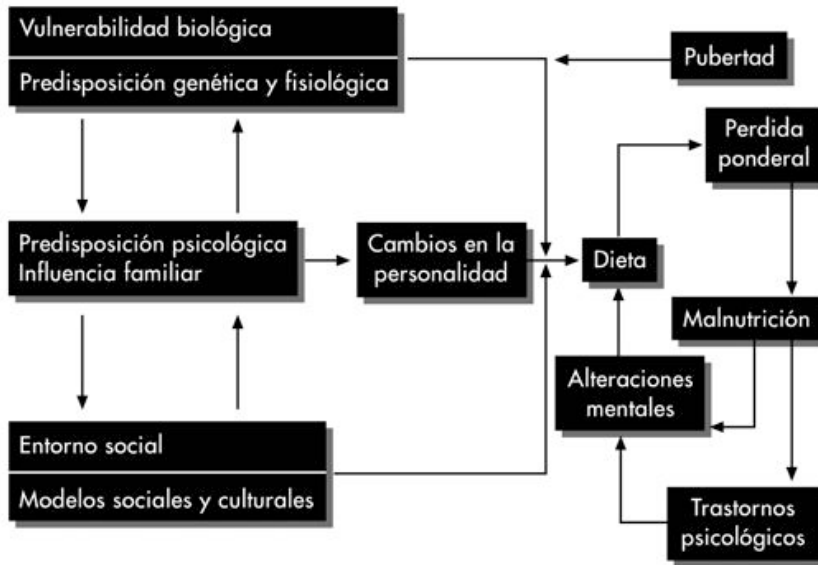 Vulnerabilidad biológica
Predisposición genética y fisiológica
Pubertad
Perdida
ponderal
Predisposición psicológica
Influencia familiar
Cambios en la
personalidad
Dieta
Malnutrición
Alteraciones
mentales
Entorno social
Modelos sociales y culturales
Trastornos
psicológicos